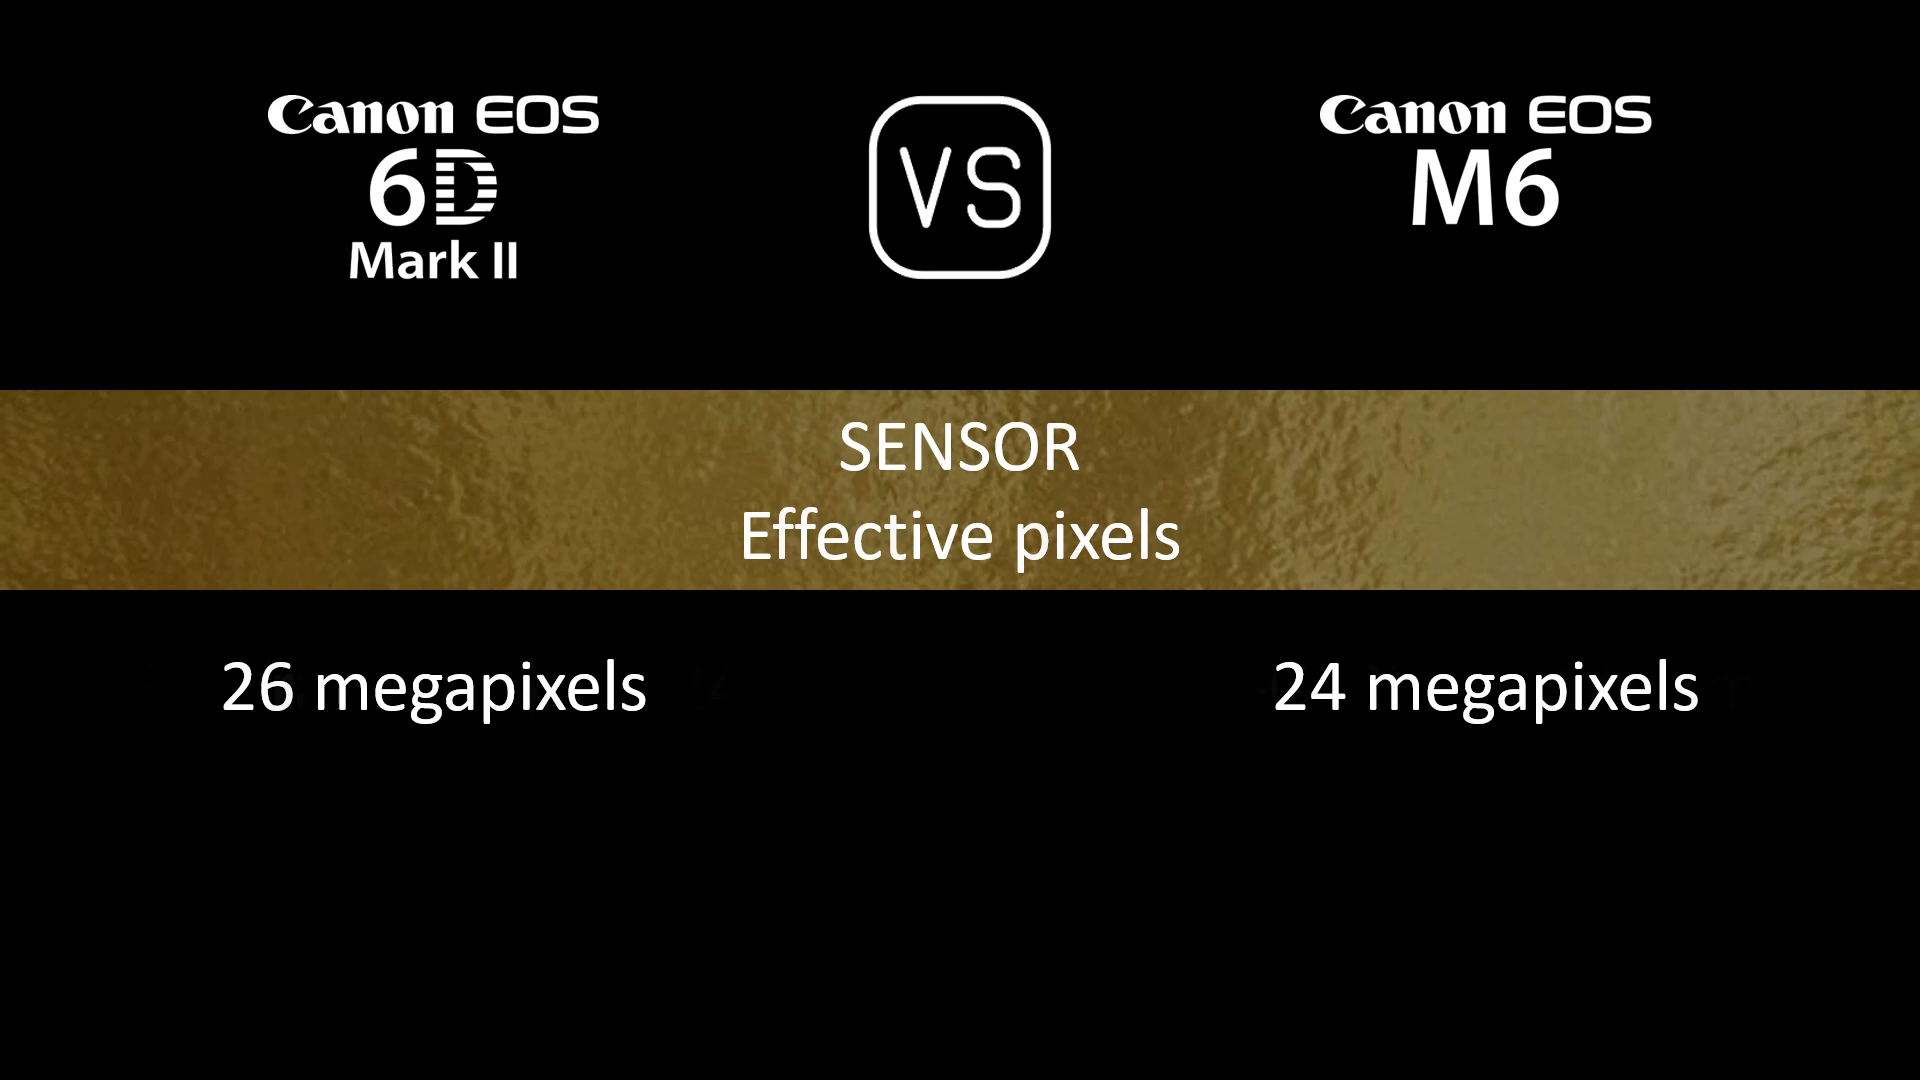 Canon EOS
6D
Mark II
VS
Canon EOS
M6
SENSOR
Effective pixels
26 megapixels
24 megapixels